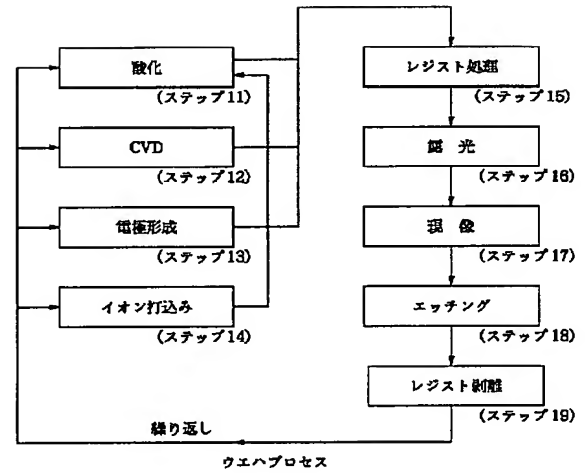 酸化
(ステップ11)
CVD
(ステップ12)
電極形成
(ステップ13)
イオン打込み
(ステップ14)
レジスト処理
(ステップ15)
露 光
(ステップ16)
現 像
(ステップ17)
エッチング
(ステップ18)
レジスト剥離
(ステップ19)
繰り返し
ウエハプロセス